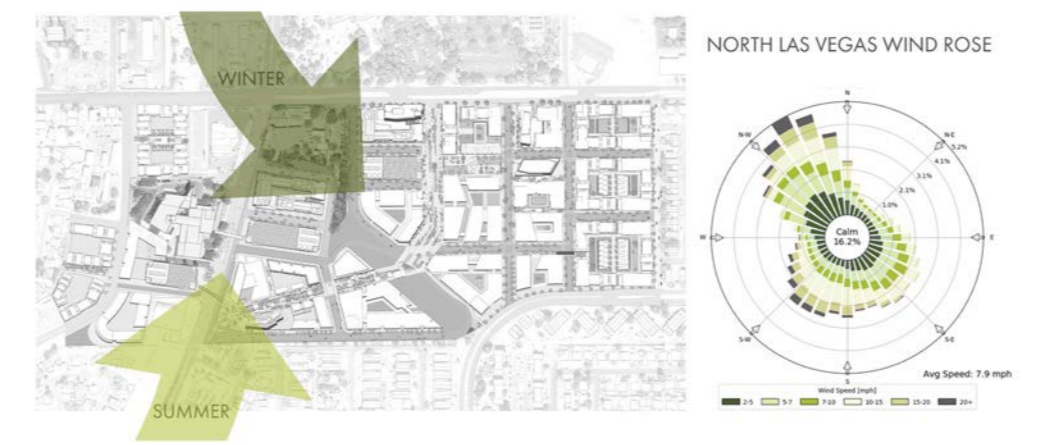 WINTER
SUMMER
NORTH LAS VEGAS WIND ROSE
N
N-W
N-E
5.2%
4.1%
3.1%
2.1%
1.0%
W
Calm
16.2%
E
S-W
S-E
S
Avg Speed: 7.9 mph
Wind Speed [mph]
2-5 5-7 7-10 10-15 15-20 20+